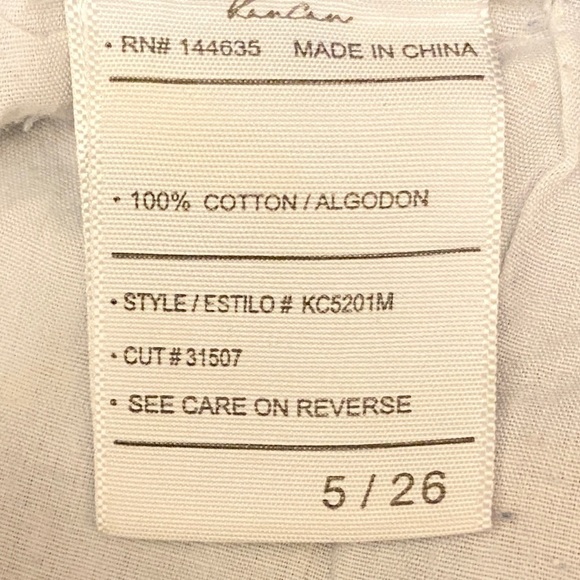 KanCan
• RN# 144635 MADE IN CHINA
• 100% COTTON / ALGODON
• STYLE / ESTILO # KC5201M
• CUT # 31507
• SEE CARE ON REVERSE
5 / 26